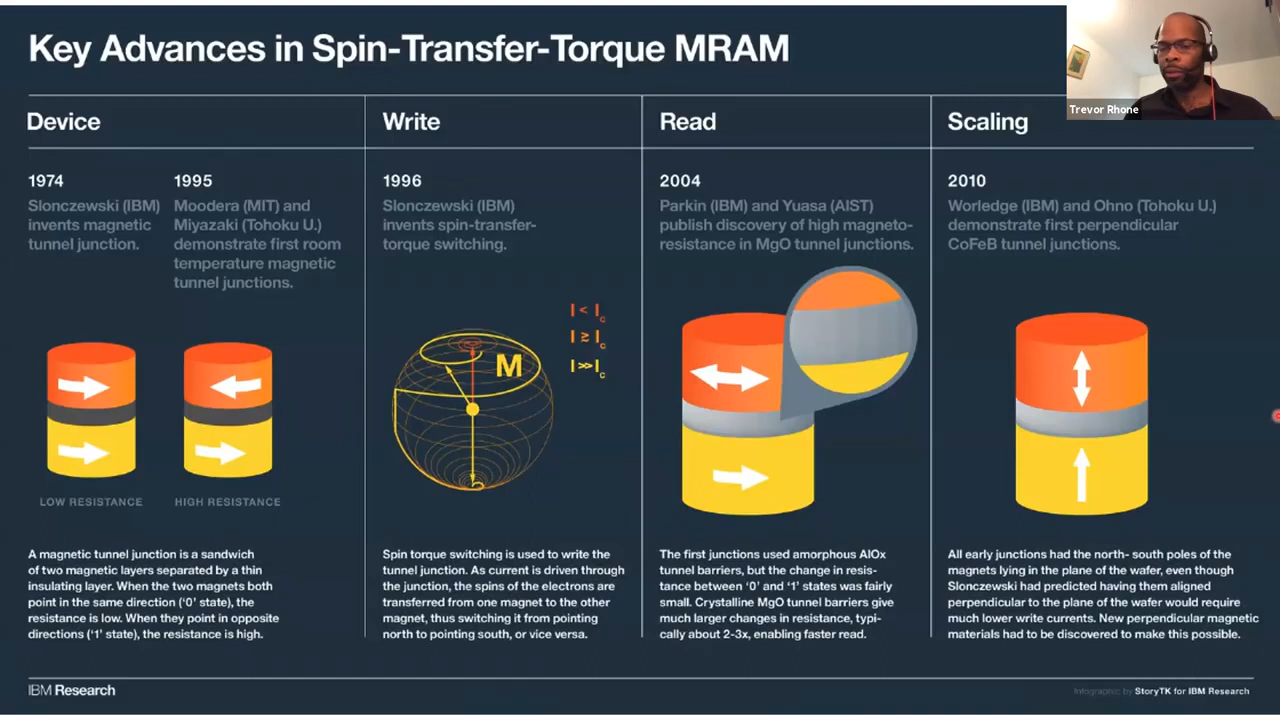 Key Advances in Spin-Transfer-Torque MRAM
Trevor Rhone
Device
Write
Read
Scaling
1974
Slonczewski (IBM)
invents magnetic
tunnel junction.
1995
Moodera (MIT) and
Miyazaki (Tohoku U.)
demonstrate first room
temperature magnetic
tunnel junctions.
LOW RESISTANCE
HIGH RESISTANCE
A magnetic tunnel junction is a sandwich
of two magnetic layers separated by a thin
insulating layer. When the two magnets both
point in the same direction ('0' state), the
resistance is low. When they point in opposite
directions ('1' state), the resistance is high.
1996
Slonczewski (IBM)
invents spin-transfer-
torque switching.
I < Ic
I ≥ Ic
I >> Ic
M
Spin torque switching is used to write the
tunnel junction. As current is driven through
the junction, the spins of the electrons are
transferred from one magnet to the other
magnet, thus switching it from pointing
north to pointing south, or vice versa.
2004
Parkin (IBM) and Yuasa (AIST)
publish discovery of high magneto-
resistance in MgO tunnel junctions.
The first junctions used amorphous AlOx
tunnel barriers, but the change in resis-
tance between '0' and '1' states was fairly
small. Crystalline MgO tunnel barriers give
much larger changes in resistance, typi-
cally about 2-3x, enabling faster read.
2010
Worledge (IBM) and Ohno (Tohoku U.)
demonstrate first perpendicular
CoFeB tunnel junctions.
All early junctions had the north- south poles of the
magnets lying in the plane of the wafer, even though
Slonczewski had predicted having them aligned
perpendicular to the plane of the wafer would require
much lower write currents. New perpendicular magnetic
materials had to be discovered to make this possible.
IBM Research
Infographic by StoryTK for IBM Research